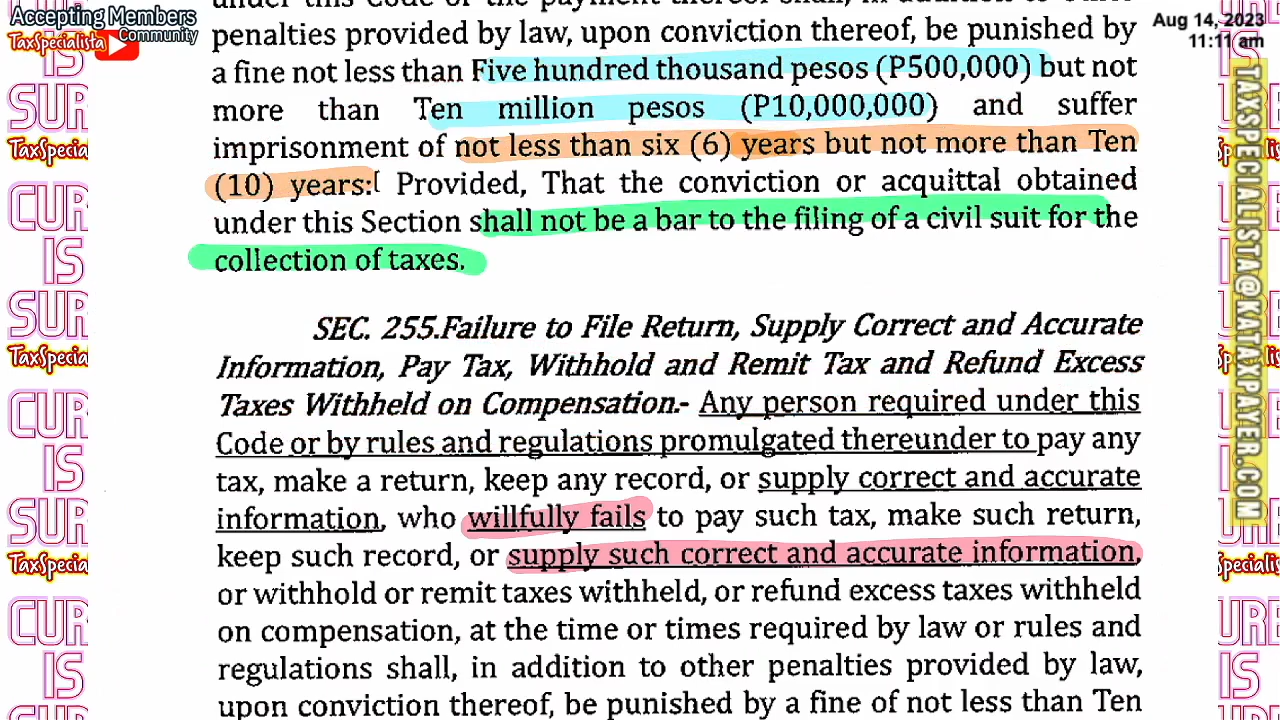 Accepting Members
Community
TaxSpecialista
Aug 14, 2023
11:11 am
penalties provided by law, upon conviction thereof, be punished by
a fine not less than Five hundred thousand pesos (P500,000) but not
more than Ten million pesos (P10,000,000) and suffer
imprisonment of not less than six (6) years but not more than Ten
(10) years:[ Provided, That the conviction or acquittal obtained
under this Section shall not be a bar to the filing of a civil suit for the
collection of taxes.
SEC. 255.Failure to File Return, Supply Correct and Accurate
Information, Pay Tax, Withhold and Remit Tax and Refund Excess
Taxes Withheld on Compensation.- Any person required under this
Code or by rules and regulations promulgated thereunder to pay any
tax, make a return, keep any record, or supply correct and accurate
information, who willfully fails to pay such tax, make such return,
keep such record, or supply such correct and accurate information,
or withhold or remit taxes withheld, or refund excess taxes withheld
on compensation, at the time or times required by law or rules and
regulations shall, in addition to other penalties provided by law,
upon conviction thereof, be punished by a fine of not less than Ten
TAXSPECIALISTA@KATAXPAYER.COM